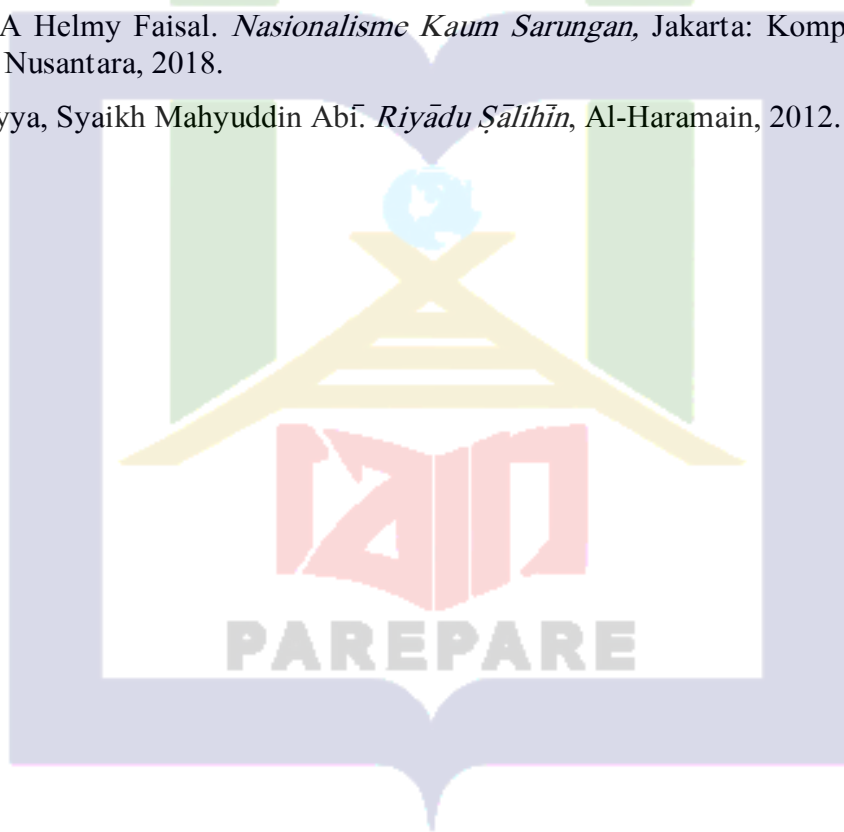 A Helmy Faisal. Nasionalisme Kaum Sarungan, Jakarta: Komp
Nusantara, 2018.
yya, Syaikh Mahyuddin Abī. Riyādu Ṣālihīn, Al-Haramain, 2012.
iain
PAREPARE